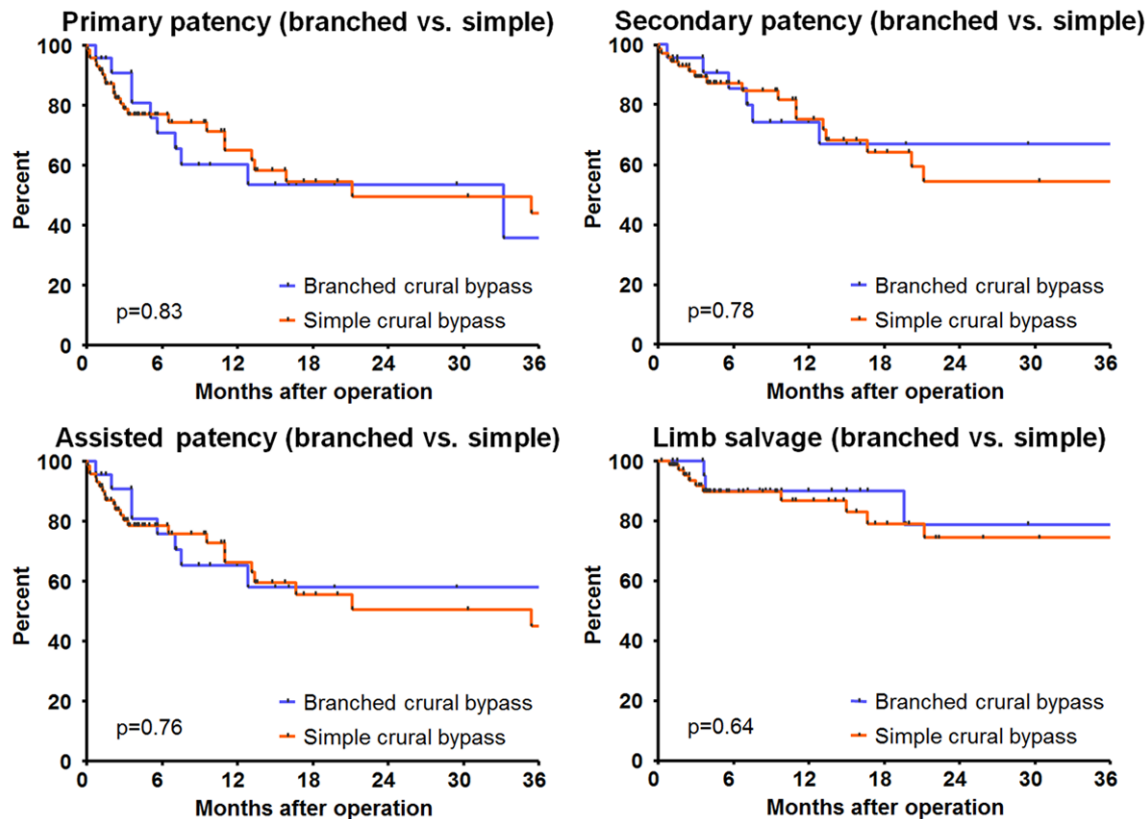 Primary patency (branched vs. simple)
100
80
60
40
20
0
Percent
Branched crural bypass
Simple crural bypass
p=0.83
0 6 12 18 24 30 36
Months after operation
Secondary patency (branched vs. simple)
100
80
60
40
20
0
Percent
Branched crural bypass
Simple crural bypass
p=0.78
0 6 12 18 24 30 36
Months after operation
Assisted patency (branched vs. simple)
100
80
60
40
20
0
Percent
Branched crural bypass
Simple crural bypass
p=0.76
0 6 12 18 24 30 36
Months after operation
Limb salvage (branched vs. simple)
100
80
60
40
20
0
Percent
Branched crural bypass
Simple crural bypass
p=0.64
0 6 12 18 24 30 36
Months after operation